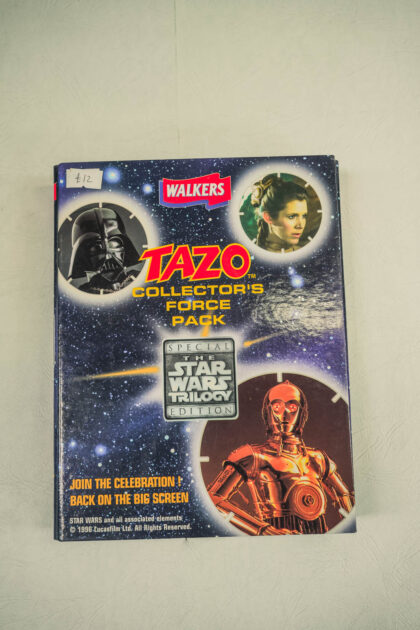 £12
WALKERS
TAZO™
COLLECTOR'S
FORCE
PACK
SPECIAL
THE
STAR
WARS
TRILOGY
EDITION
JOIN THE CELEBRATION !
BACK ON THE BIG SCREEN
STAR WARS and all associated elements
© 1996 Lucasfilm Ltd. All Rights Reserved.